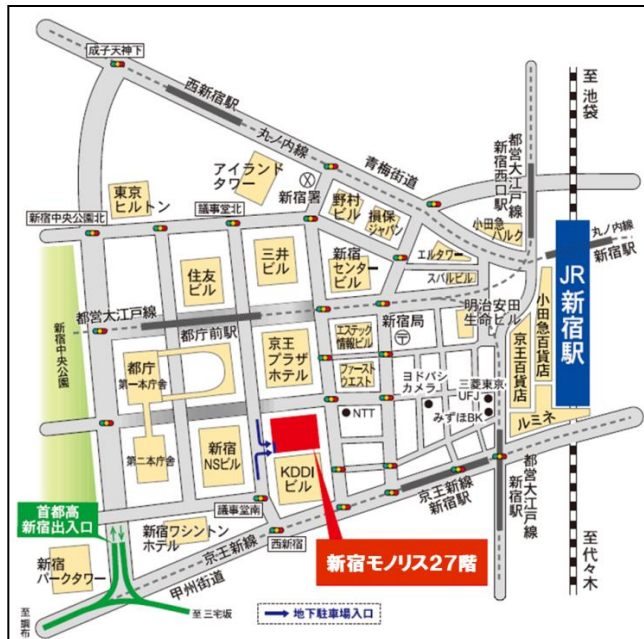 成子天神下
西新宿駅
丸ノ内線
青梅街道
至池袋
都営大江戸線
新宿西口駅
アイランド
タワー
新宿署
東京
ヒルトン
野村
ビル
損保
ジャパン
新宿中央公園北
議事堂北
小田急
ハルク
丸ノ内線
新宿駅
三井
ビル
新宿
センター
ビル
エルタワー
スバルビル
住友
ビル
JR新宿駅
都営大江戸線
都庁前駅
新宿局
明治安田
生命ビル
小田急百貨店
京王百貨店
新宿中央公園
エステック
情報ビル
京王
プラザ
ホテル
都庁
第一本庁舎
ファースト
ウエスト
ヨドバシ
カメラ
三菱東京
UFJ
みずほBK
NTT
ルミネ
第二本庁舎
新宿
NSビル
KDDI
ビル
京王新線
新宿駅
都営大江戸線
新宿駅
首都高
新宿出入口
議事堂南
新宿ワシントン
ホテル
西新宿
新宿モノリス27階
新宿
パークタワー
京王新線
甲州街道
至代々木
至調布
至三宅坂
地下駐車場入口